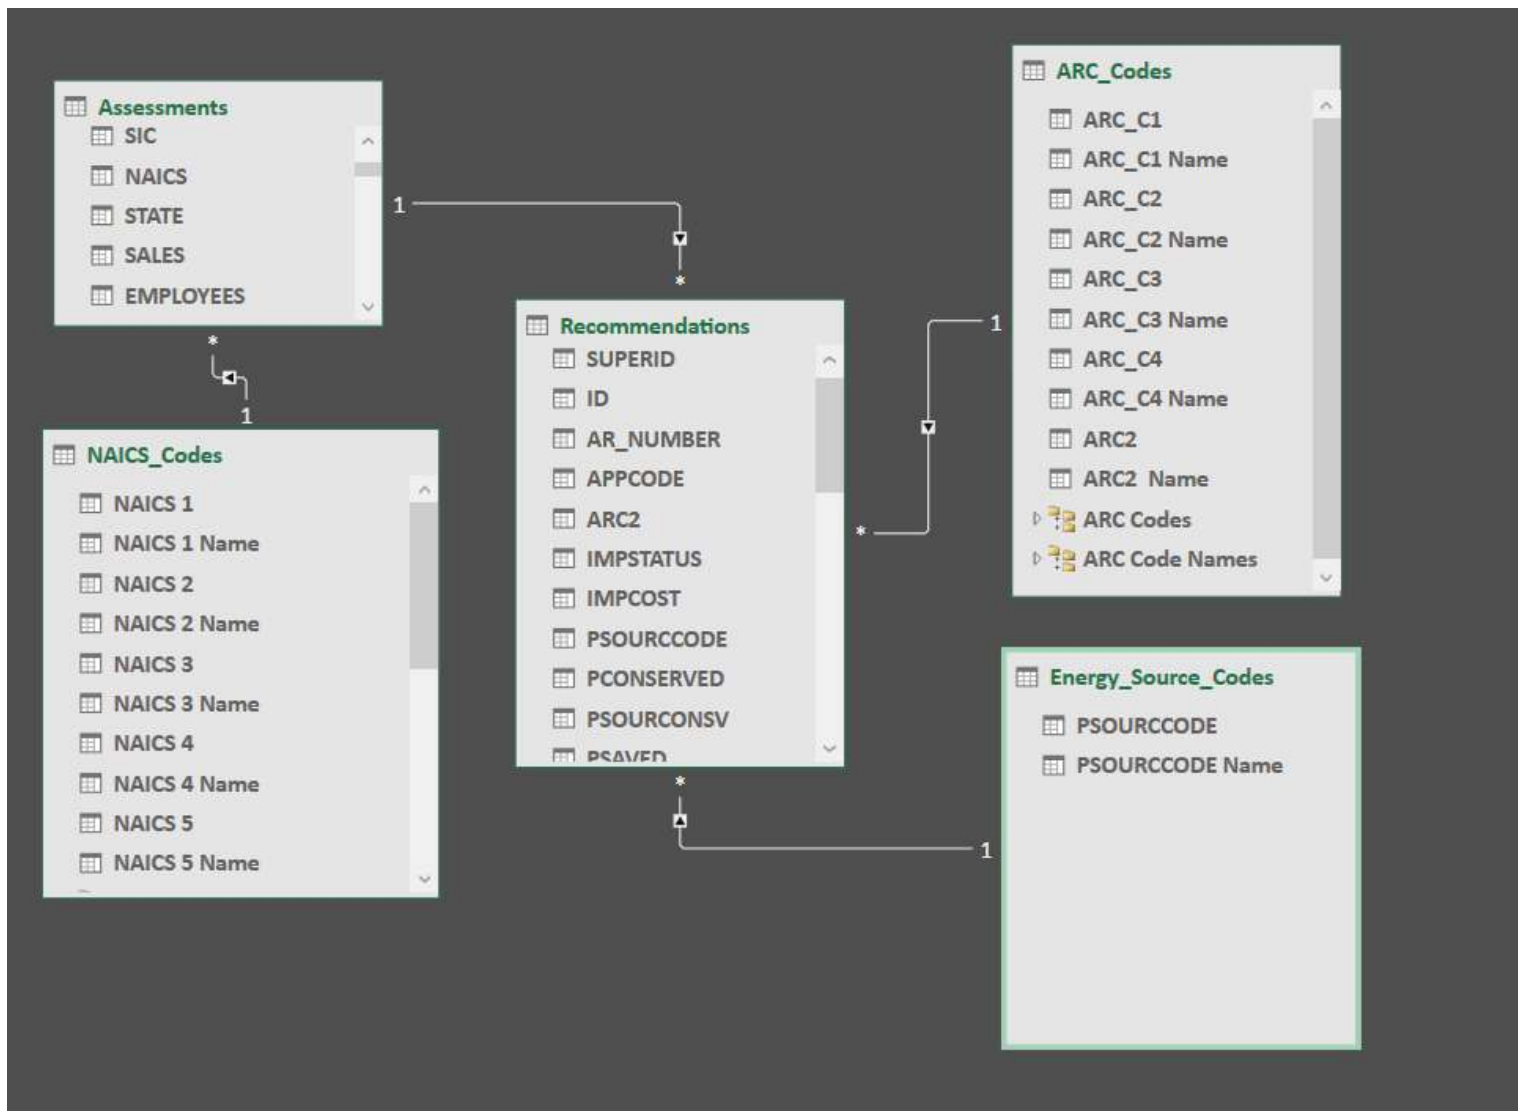 Assessments
SIC
NAICS
STATE
SALES
EMPLOYEES
1
*
*
1
NAICS_Codes
NAICS 1
NAICS 1 Name
NAICS 2
NAICS 2 Name
NAICS 3
NAICS 3 Name
NAICS 4
NAICS 4 Name
NAICS 5
NAICS 5 Name
Recommendations
SUPERID
ID
AR_NUMBER
APPCODE
ARC2
IMPSTATUS
IMPCOST
PSOURCCODE
PCONSERVED
PSOURCONSV
PSAVED
*
1
*
1
ARC_Codes
ARC_C1
ARC_C1 Name
ARC_C2
ARC_C2 Name
ARC_C3
ARC_C3 Name
ARC_C4
ARC_C4 Name
ARC2
ARC2  Name
ARC Codes
ARC Code Names
Energy_Source_Codes
PSOURCCODE
PSOURCCODE Name